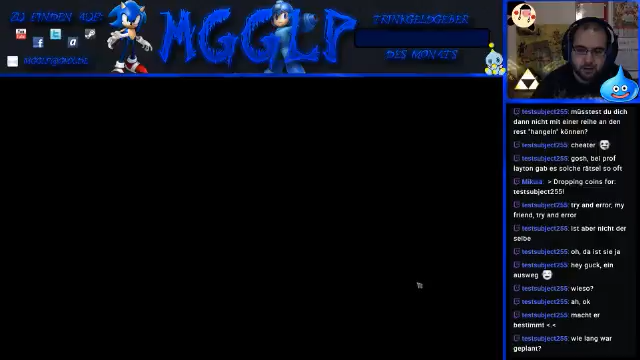 ZU FINDEN AUF:
MGGLP
TRINKGELDGEBER
DES MONATS
MGGLP@GMX.DE
testsubject255: müsstest du dich
dann nicht mit einer reihe an den
rest "hangeln" können?
testsubject255: cheater
testsubject255: gosh, bei prof
layton gab es solche rätsel so oft
Mikuia: > Dropping coins for:
testsubject255!
testsubject255: try and error, my
friend, try and error
testsubject255: ist aber nicht der
selbe
testsubject255: oh, da ist sie ja
testsubject255: hey guck, ein
ausweg
testsubject255: wieso?
testsubject255: ah, ok
testsubject255: macht er
bestimmt <.<
testsubject255: wie lang war
geplant?